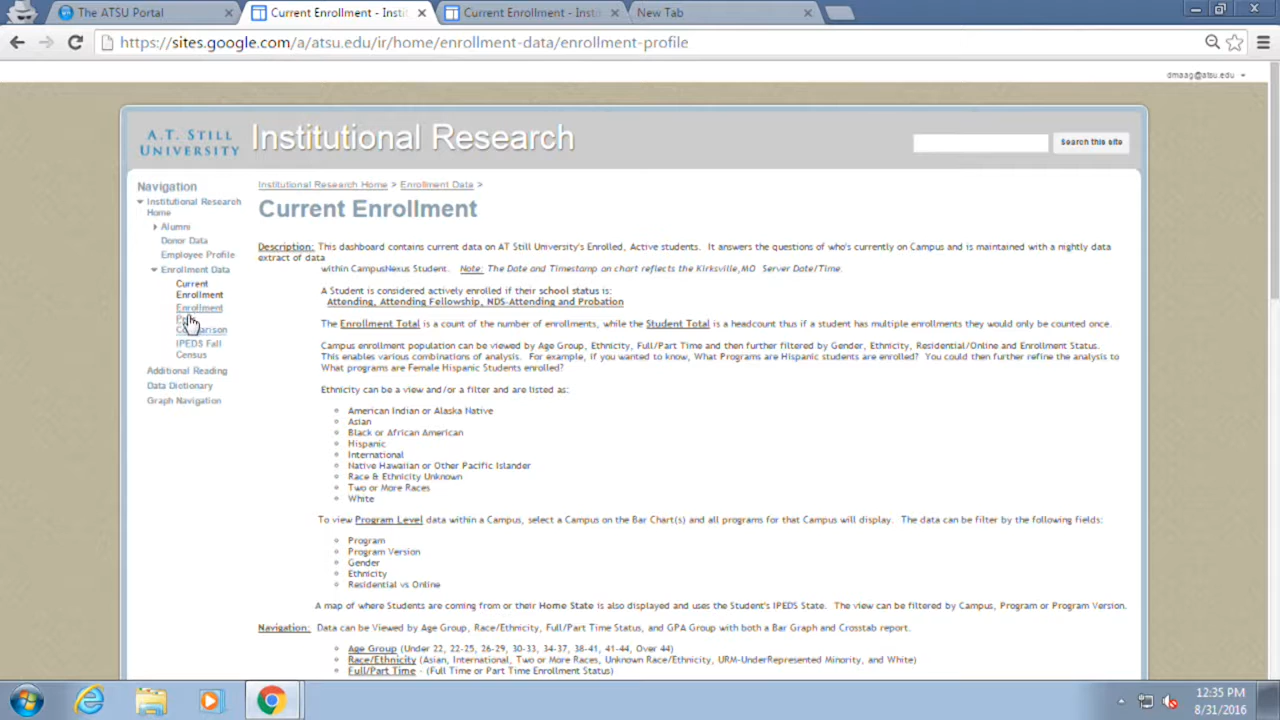 The ATSU Portal
Current Enrollment - Insti
Current Enrollment - Instit
New Tab
https://sites.google.com/a/atsu.edu/ir/home/enrollment-data/enrollment-profile
dmaag@atsu.edu
A.T. STILL
UNIVERSITY
Institutional Research
Search this site
Navigation
Institutional Research
Home
Alumni
Donor Data
Employee Profile
Enrollment Data
Current
Enrollment
Enrollment
Comparison
IPEDS Fall
Census
Additional Reading
Data Dictionary
Graph Navigation
Institutional Research Home > Enrollment Data >
Current Enrollment
Description: This dashboard contains current data on AT Still University's Enrolled, Active students. It answers the questions of who's currently on Campus and is maintained with a nightly data
extract of data
within CampusNexus Student. Note: The Date and Timestamp on chart reflects the Kirksville,MO Server Date/Time.
A Student is considered actively enrolled if their school status is:
Attending, Attending Fellowship, NDS-Attending and Probation
The Enrollment Total is a count of the number of enrollments, while the Student Total is a headcount thus if a student has multiple enrollments they would only be counted once.
Campus enrollment population can be viewed by Age Group, Ethnicity, Full/Part Time and then further filtered by Gender, Ethnicity, Residential/Online and Enrollment Status.
This enables various combinations of analysis. For example, if you wanted to know, What Programs are Hispanic students are enrolled? You could then further refine the analysis to
What programs are Female Hispanic Students enrolled?
Ethnicity can be a view and/or a filter and are listed as:
American Indian or Alaska Native
Asian
Black or African American
Hispanic
International
Native Hawaiian or Other Pacific Islander
Race & Ethnicity Unknown
Two or More Races
White
To view Program Level data within a Campus, select a Campus on the Bar Chart(s) and all programs for that Campus will display. The data can be filter by the following fields:
Program
Program Version
Gender
Ethnicity
Residential vs Online
A map of where Students are coming from or their Home State is also displayed and uses the Student's IPEDS State. The view can be filtered by Campus, Program or Program Version.
Navigation: Data can be Viewed by Age Group, Race/Ethnicity, Full/Part Time Status, and GPA Group with both a Bar Graph and Crosstab report.
Age Group (Under 22, 22-25, 26-29, 30-33, 34-37, 38-41, 41-44, Over 44)
Race/Ethnicity (Asian, International, Two or More Races, Unknown Race/Ethnicity, URM-UnderRepresented Minority, and White)
Full/Part Time - (Full Time or Part Time Enrollment Status)
12:35 PM
8/31/2016